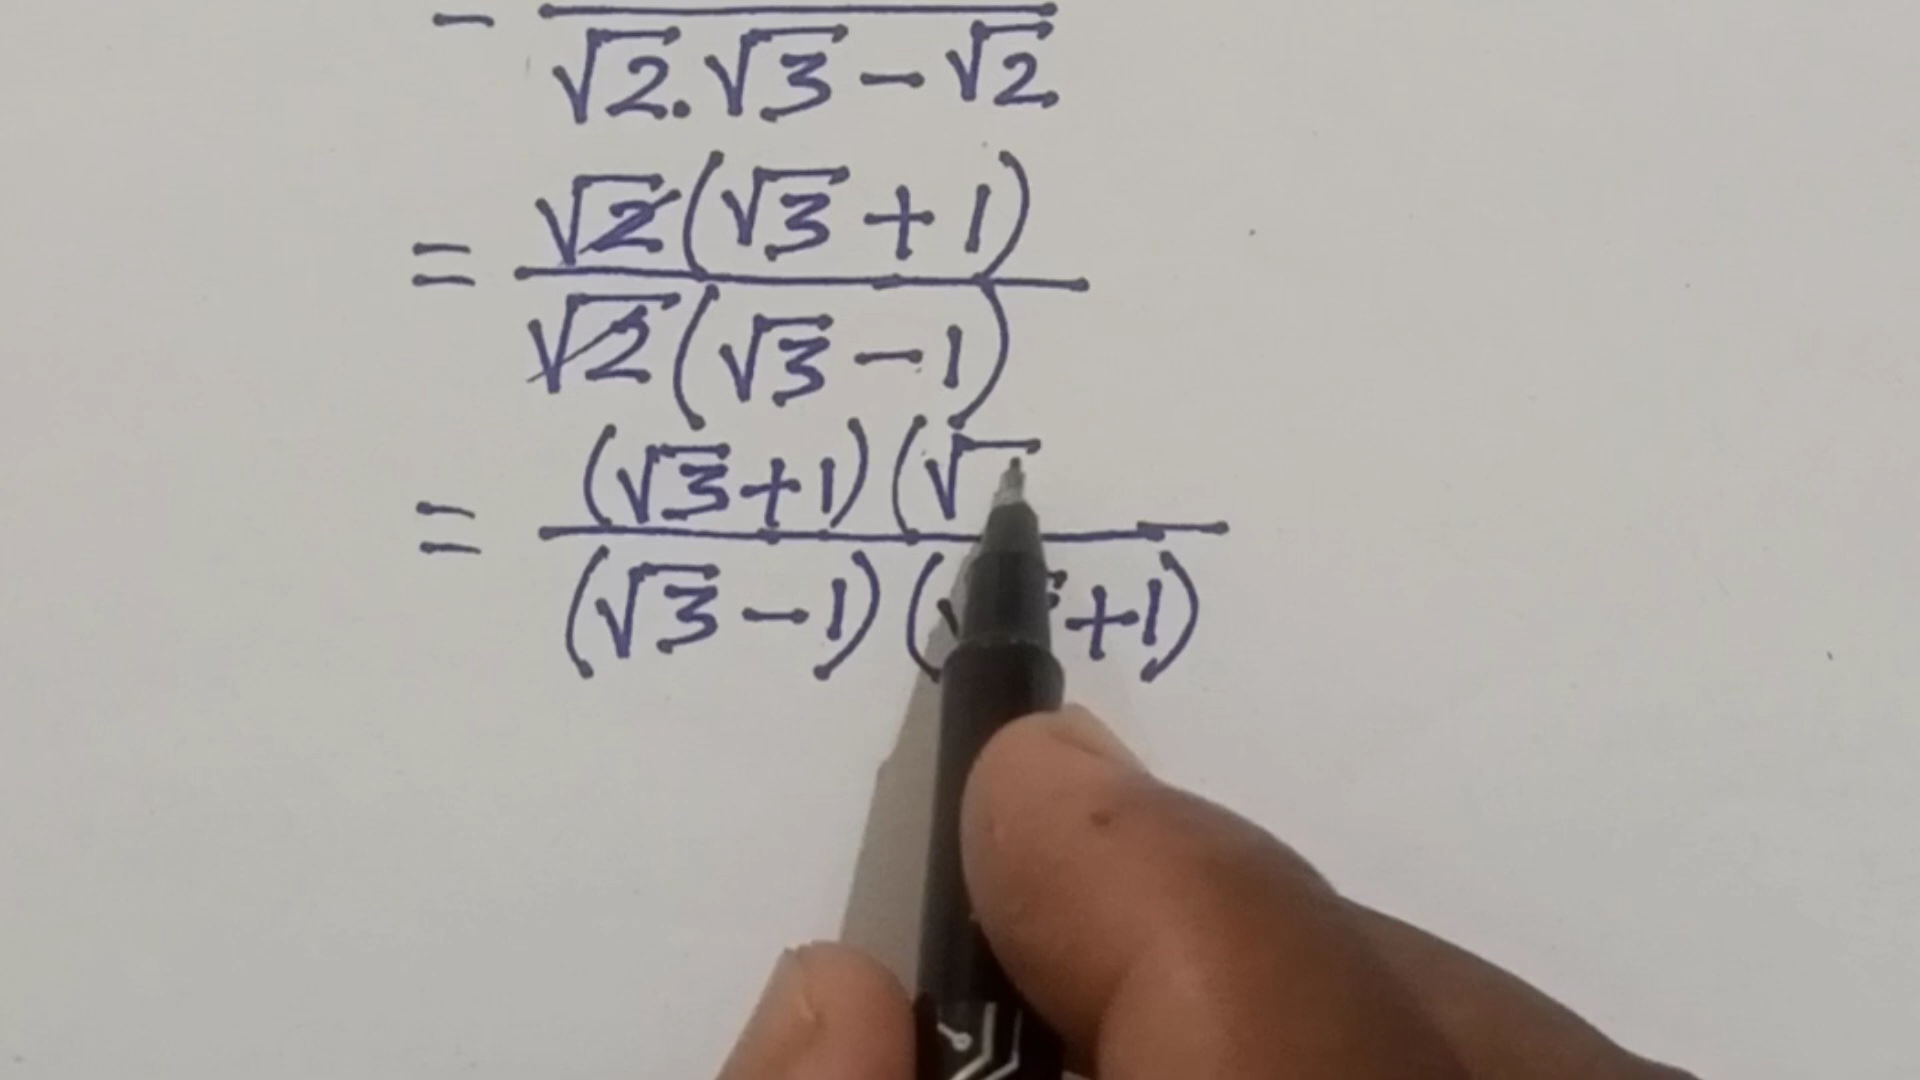 - √2.√3 - √2
= √2(√3 + 1)
√2(√3 - 1)
= (√3+1)(√
(√3 - 1)( +1)